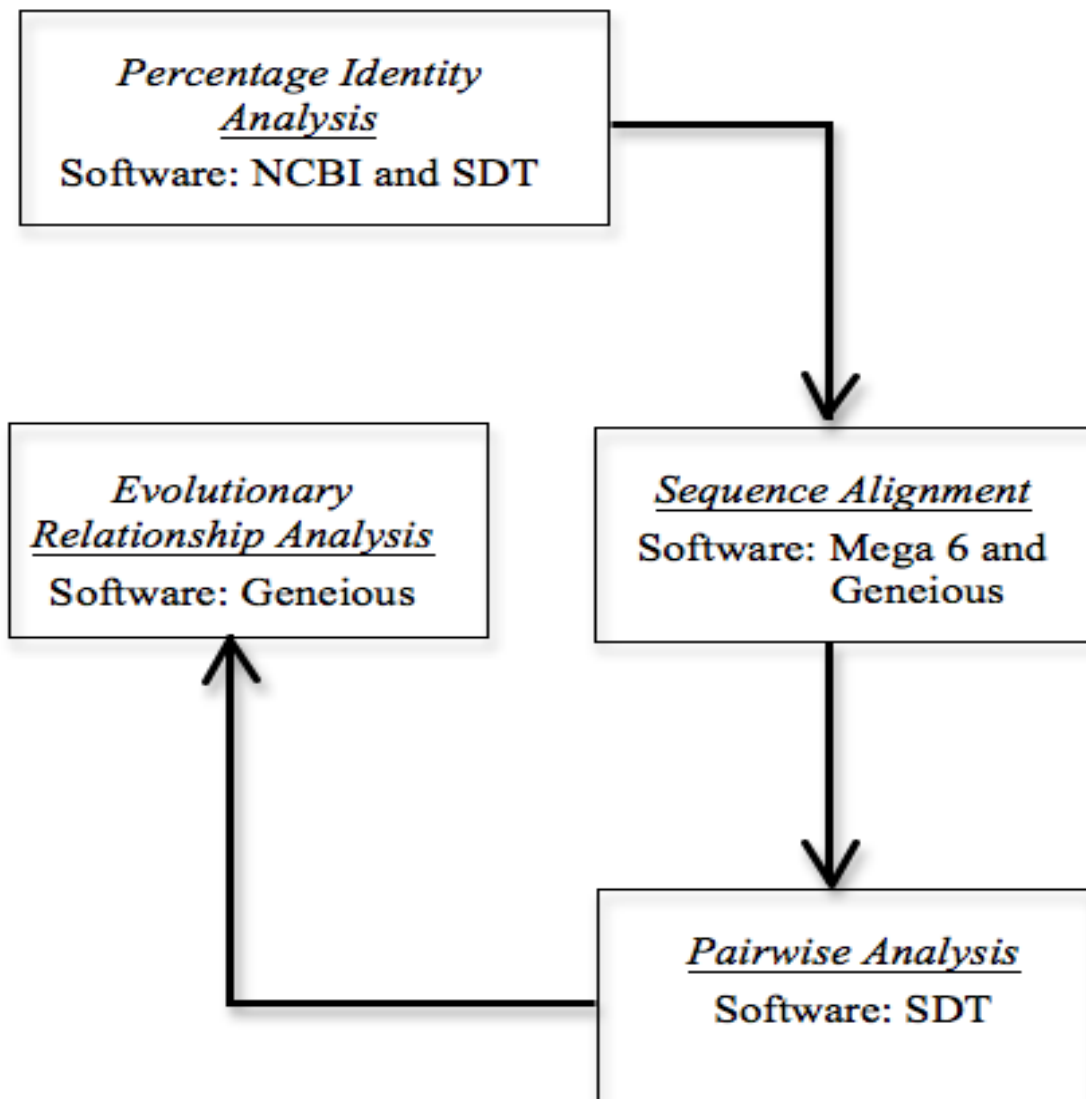 Percentage Identity
Analysis
Software: NCBI and SDT
Sequence Alignment
Software: Mega 6 and
Geneious
Pairwise Analysis
Software: SDT
Evolutionary
Relationship Analysis
Software: Geneious